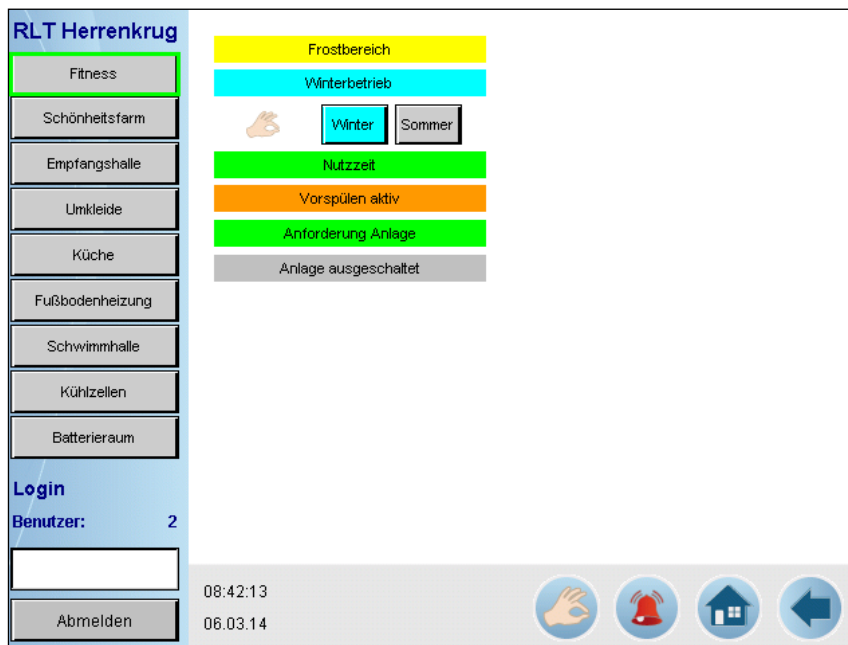 RLT Herrenkrug
Fitness
Schönheitsfarm
Empfangshalle
Umkleide
Küche
Fußbodenheizung
Schwimmhalle
Kühlzellen
Batterieraum
Login
Benutzer: 2
Abmelden
Frostbereich
Winterbetrieb
Winter Sommer
Nutzzeit
Vorspülen aktiv
Anforderung Anlage
Anlage ausgeschaltet
08:42:13
06.03.14